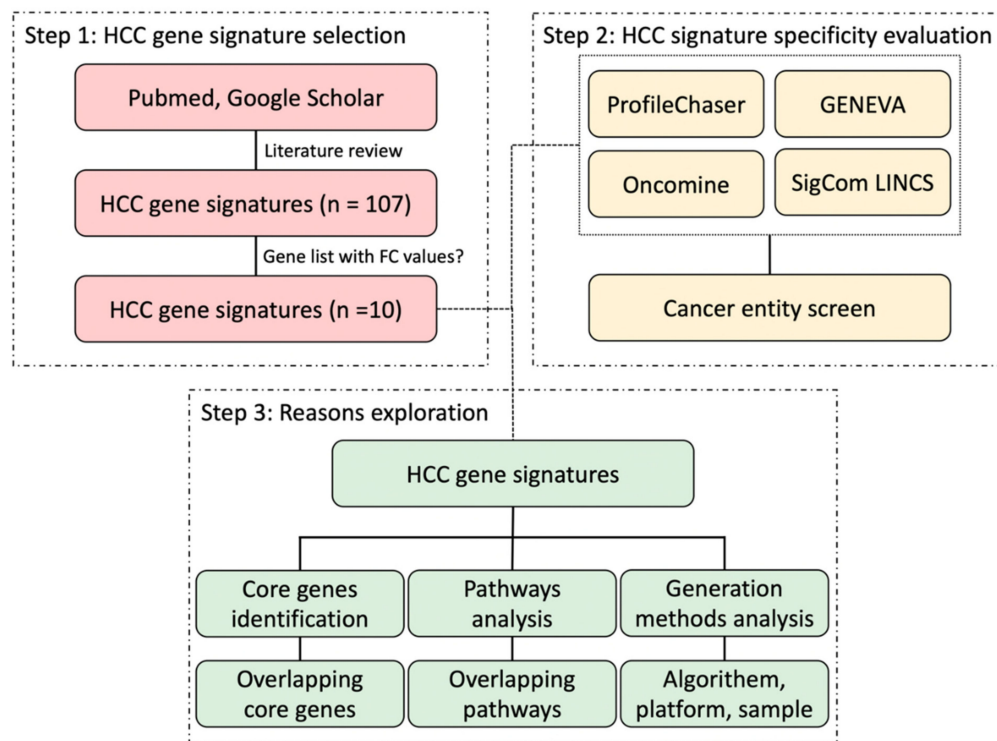 Step 1: HCC gene signature selection
Pubmed, Google Scholar
Literature review
HCC gene signatures (n = 107)
Gene list with FC values?
HCC gene signatures (n =10)
Step 2: HCC signature specificity evaluation
ProfileChaser
GENEVA
Oncomine
SigCom LINCS
Cancer entity screen
Step 3: Reasons exploration
HCC gene signatures
Core genes
identification
Pathways
analysis
Generation
methods analysis
Overlapping
core genes
Overlapping
pathways
Algorithem,
platform, sample